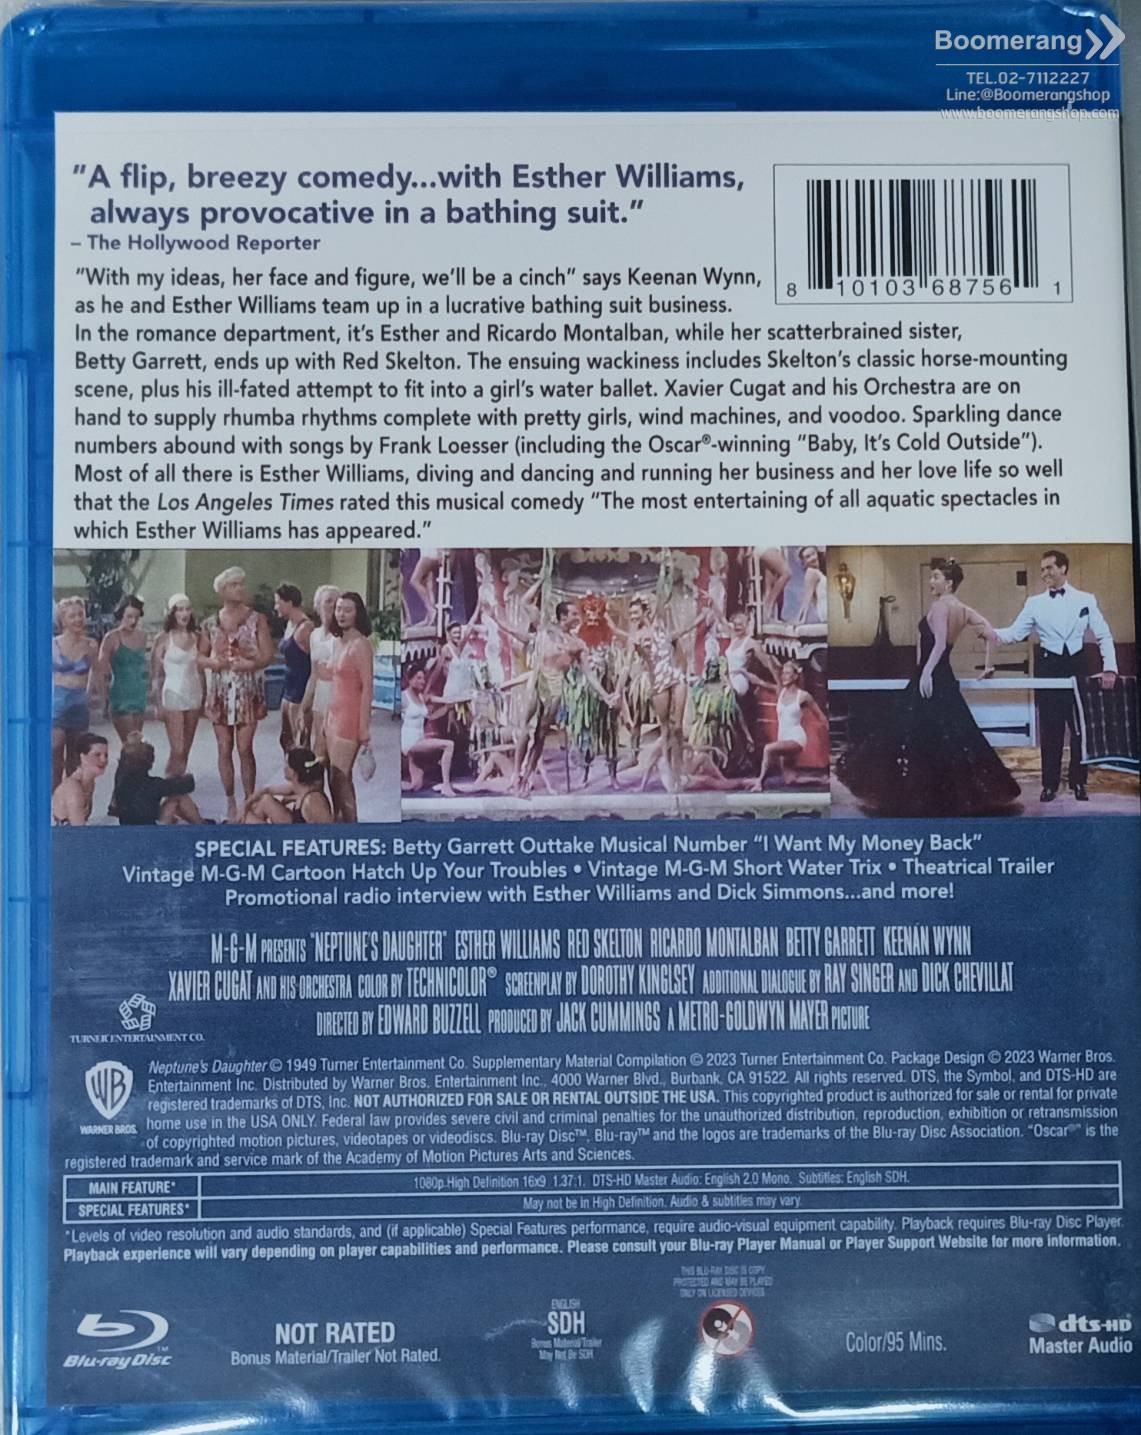 Boomerang
TEL.02-7112227
Line:@Boomerangshop
www.boomerangshop.com
"A flip, breezy comedy...with Esther Williams,
always provocative in a bathing suit."
– The Hollywood Reporter
8 10103 68756 1
"With my ideas, her face and figure, we'll be a cinch" says Keenan Wynn,
as he and Esther Williams team up in a lucrative bathing suit business.
In the romance department, it's Esther and Ricardo Montalban, while her scatterbrained sister,
Betty Garrett, ends up with Red Skelton. The ensuing wackiness includes Skelton's classic horse-mounting
scene, plus his ill-fated attempt to fit into a girl's water ballet. Xavier Cugat and his Orchestra are on
hand to supply rhumba rhythms complete with pretty girls, wind machines, and voodoo. Sparkling dance
numbers abound with songs by Frank Loesser (including the Oscar®-winning "Baby, It's Cold Outside").
Most of all there is Esther Williams, diving and dancing and running her business and her love life so well
that the Los Angeles Times rated this musical comedy "The most entertaining of all aquatic spectacles in
which Esther Williams has appeared."
SPECIAL FEATURES: Betty Garrett Outtake Musical Number "I Want My Money Back"
Vintage M-G-M Cartoon Hatch Up Your Troubles • Vintage M-G-M Short Water Trix • Theatrical Trailer
Promotional radio interview with Esther Williams and Dick Simmons...and more!
M-G-M PRESENTS "NEPTUNE'S DAUGHTER" ESTHER WILLIAMS RED SKELTON RICARDO MONTALBAN BETTY GARRETT KEENAN WYNN
XAVIER CUGAT AND HIS ORCHESTRA COLOR BY TECHNICOLOR® SCREENPLAY BY DOROTHY KINGLSEY ADDITIONAL DIALOGUE BY RAY SINGER AND DICK CHEVILLAT
DIRECTED BY EDWARD BUZZELL PRODUCED BY JACK CUMMINGS A METRO-GOLDWYN MAYER PICTURE
TURNER ENTERTAINMENT CO.
WB
WARNER BROS.
Neptune's Daughter © 1949 Turner Entertainment Co. Supplementary Material Compilation © 2023 Turner Entertainment Co. Package Design © 2023 Warner Bros.
Entertainment Inc. Distributed by Warner Bros. Entertainment Inc., 4000 Warner Blvd., Burbank, CA 91522. All rights reserved. DTS, the Symbol, and DTS-HD are
registered trademarks of DTS, Inc. NOT AUTHORIZED FOR SALE OR RENTAL OUTSIDE THE USA. This copyrighted product is authorized for sale or rental for private
home use in the USA ONLY. Federal law provides severe civil and criminal penalties for the unauthorized distribution, reproduction, exhibition or retransmission
of copyrighted motion pictures, videotapes or videodiscs. Blu-ray Disc™, Blu-ray™ and the logos are trademarks of the Blu-ray Disc Association. "Oscar®" is the
registered trademark and service mark of the Academy of Motion Pictures Arts and Sciences.
MAIN FEATURE* 1080p High Definition 16x9 1.37:1. DTS-HD Master Audio: English 2.0 Mono. Subtitles: English SDH.
SPECIAL FEATURES* May not be in High Definition. Audio & subtitles may vary.
*Levels of video resolution and audio standards, and (if applicable) Special Features performance, require audio-visual equipment capability. Playback requires Blu-ray Disc Player.
Playback experience will vary depending on player capabilities and performance. Please consult your Blu-ray Player Manual or Player Support Website for more information.
THIS BLU-RAY DISC IS COPY
PROTECTED AND MAY BE PLAYED
ONLY ON LICENSED DEVICES
Blu-ray Disc™
NOT RATED
Bonus Material/Trailer Not Rated.
ENGLISH
SDH
Bonus Material/Trailer
May Not Be SDH
Color/95 Mins.
dts-HD
Master Audio